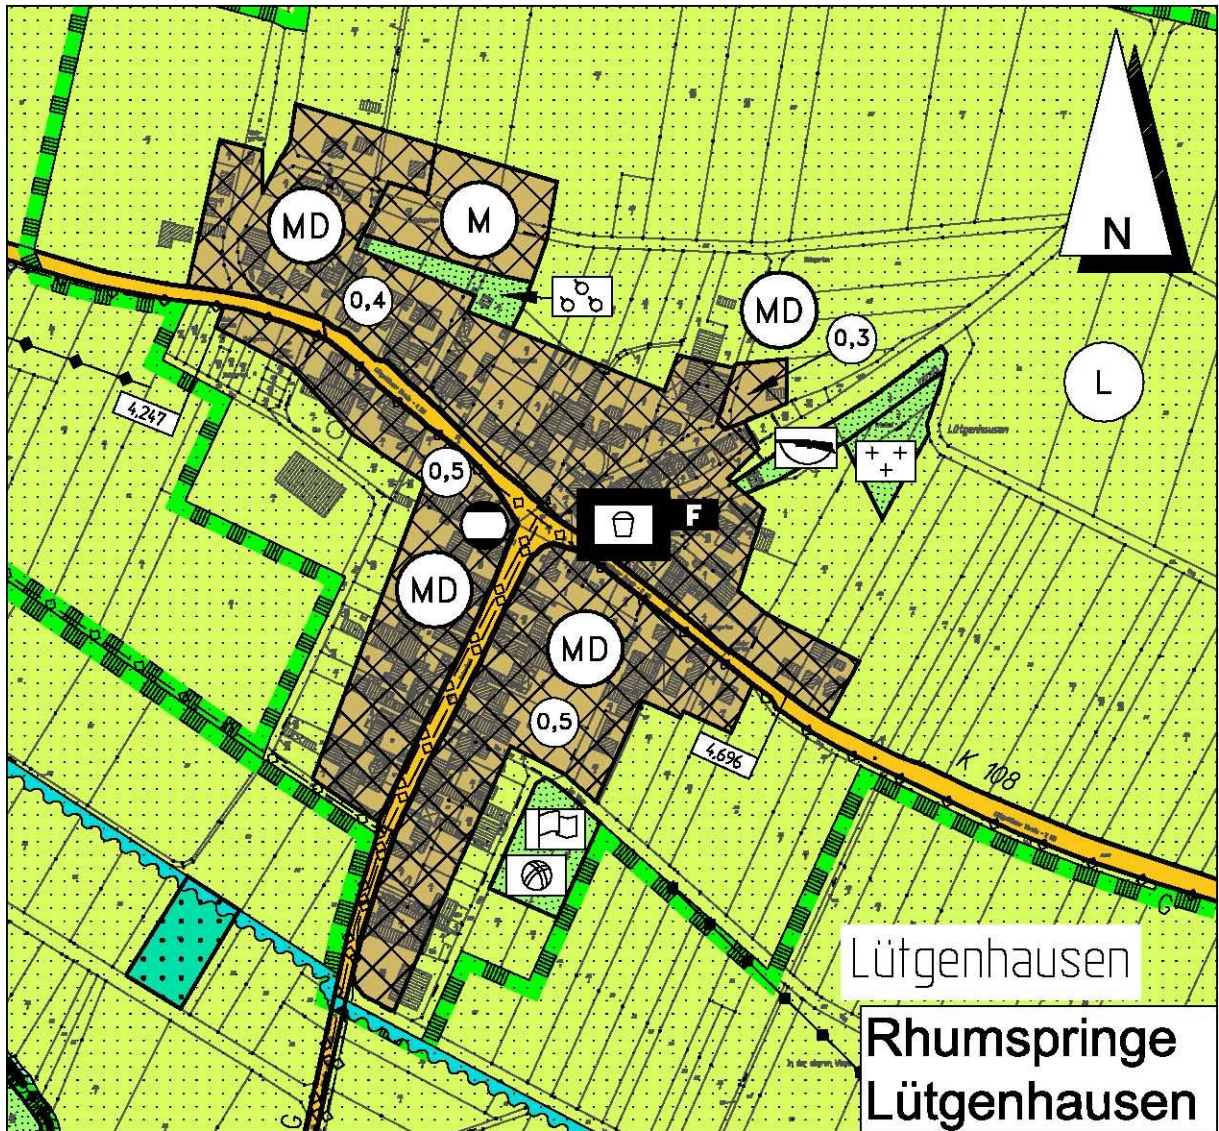 MD
M
N
0,4
MD
0,3
L
4,247
Lütgenhausen
0,5
F
MD
MD
0,5
4,696
K 108
G
Lütgenhausen
Rhumspringe
Lütgenhausen
G